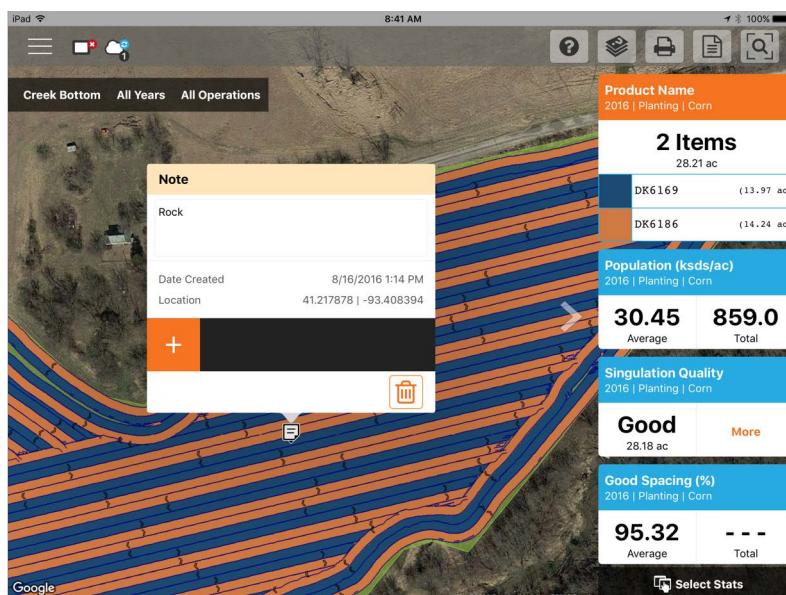 iPad 8:41 AM 100%
1
Creek Bottom All Years All Operations
Note
Rock
Date Created 8/16/2016 1:14 PM
Location 41.217878 | -93.408394
+
Product Name
2016 | Planting | Corn
2 Items
28.21 ac
DK6169 (13.97 ac
DK6186 (14.24 ac
Population (ksds/ac)
2016 | Planting | Corn
30.45 859.0
Average Total
Singulation Quality
2016 | Planting | Corn
Good More
28.18 ac
Good Spacing (%)
2016 | Planting | Corn
95.32 - - -
Average Total
Select Stats
Google